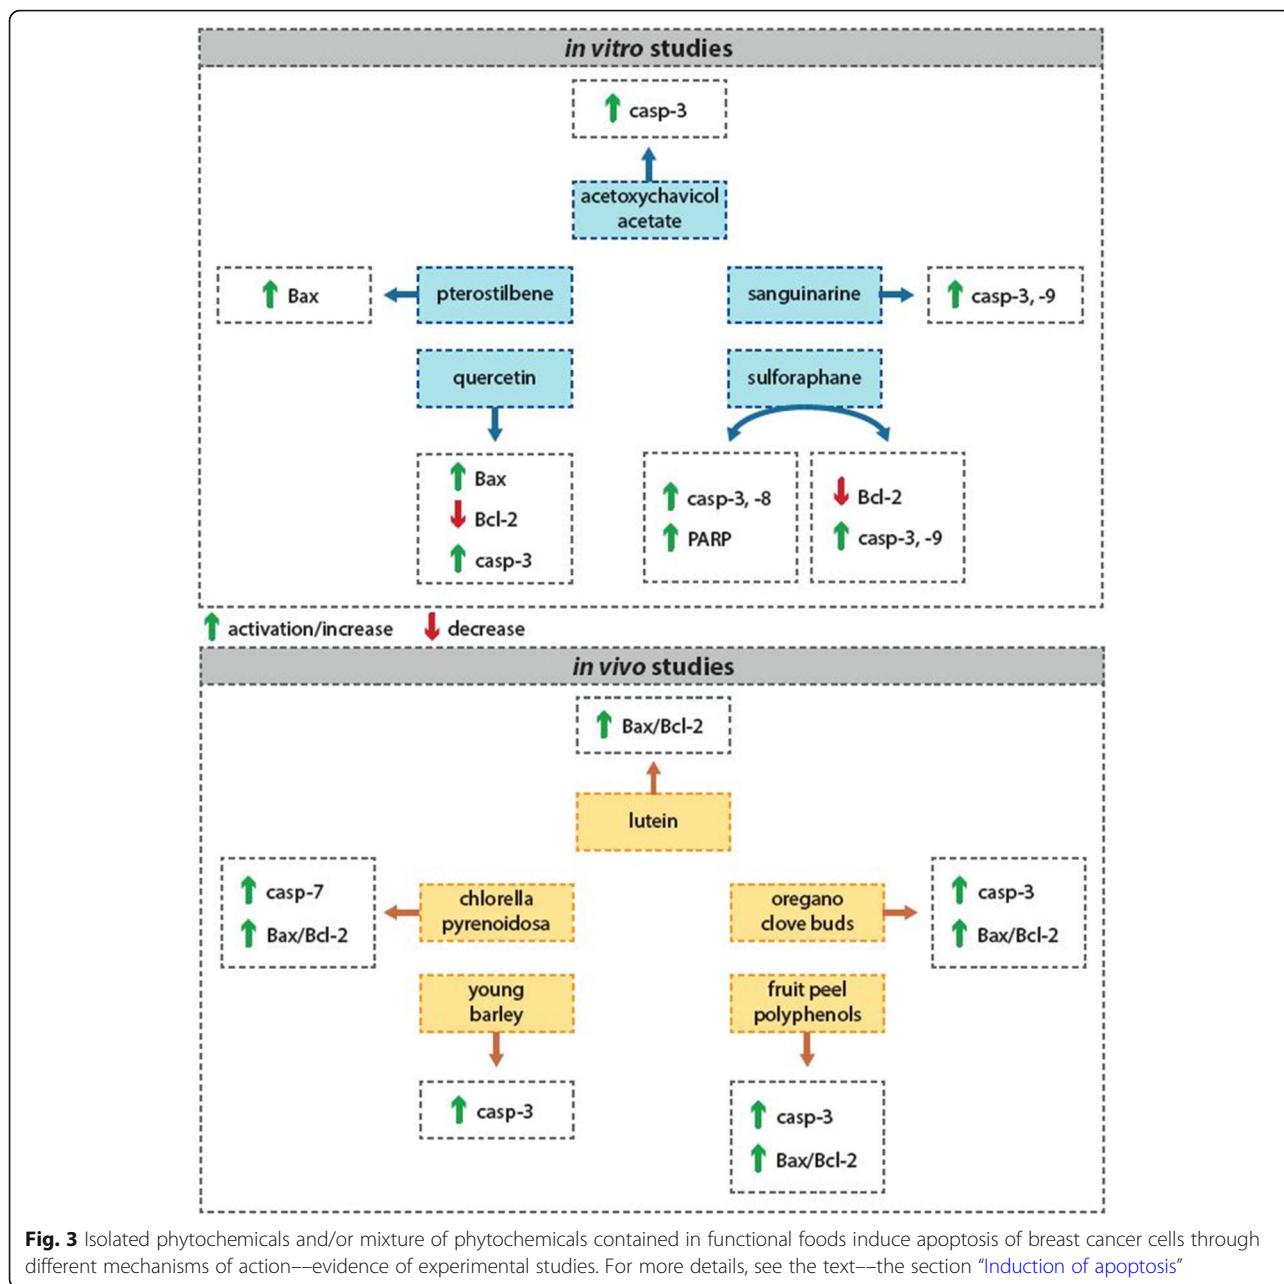 in vitro studies
casp-3
acetoxychavicol
acetate
Bax
pterostilbene
sanguinarine
casp-3, -9
quercetin
sulforaphane
Bax
Bcl-2
casp-3
casp-3, -8
PARP
Bcl-2
casp-3, -9
activation/increase
decrease
in vivo studies
Bax/Bcl-2
lutein
casp-7
Bax/Bcl-2
chlorella
pyrenoidosa
oregano
clove buds
casp-3
Bax/Bcl-2
young
barley
fruit peel
polyphenols
casp-3
casp-3
Bax/Bcl-2
Fig. 3 Isolated phytochemicals and/or mixture of phytochemicals contained in functional foods induce apoptosis of breast cancer cells through
different mechanisms of action––evidence of experimental studies. For more details, see the text––the section “Induction of apoptosis”